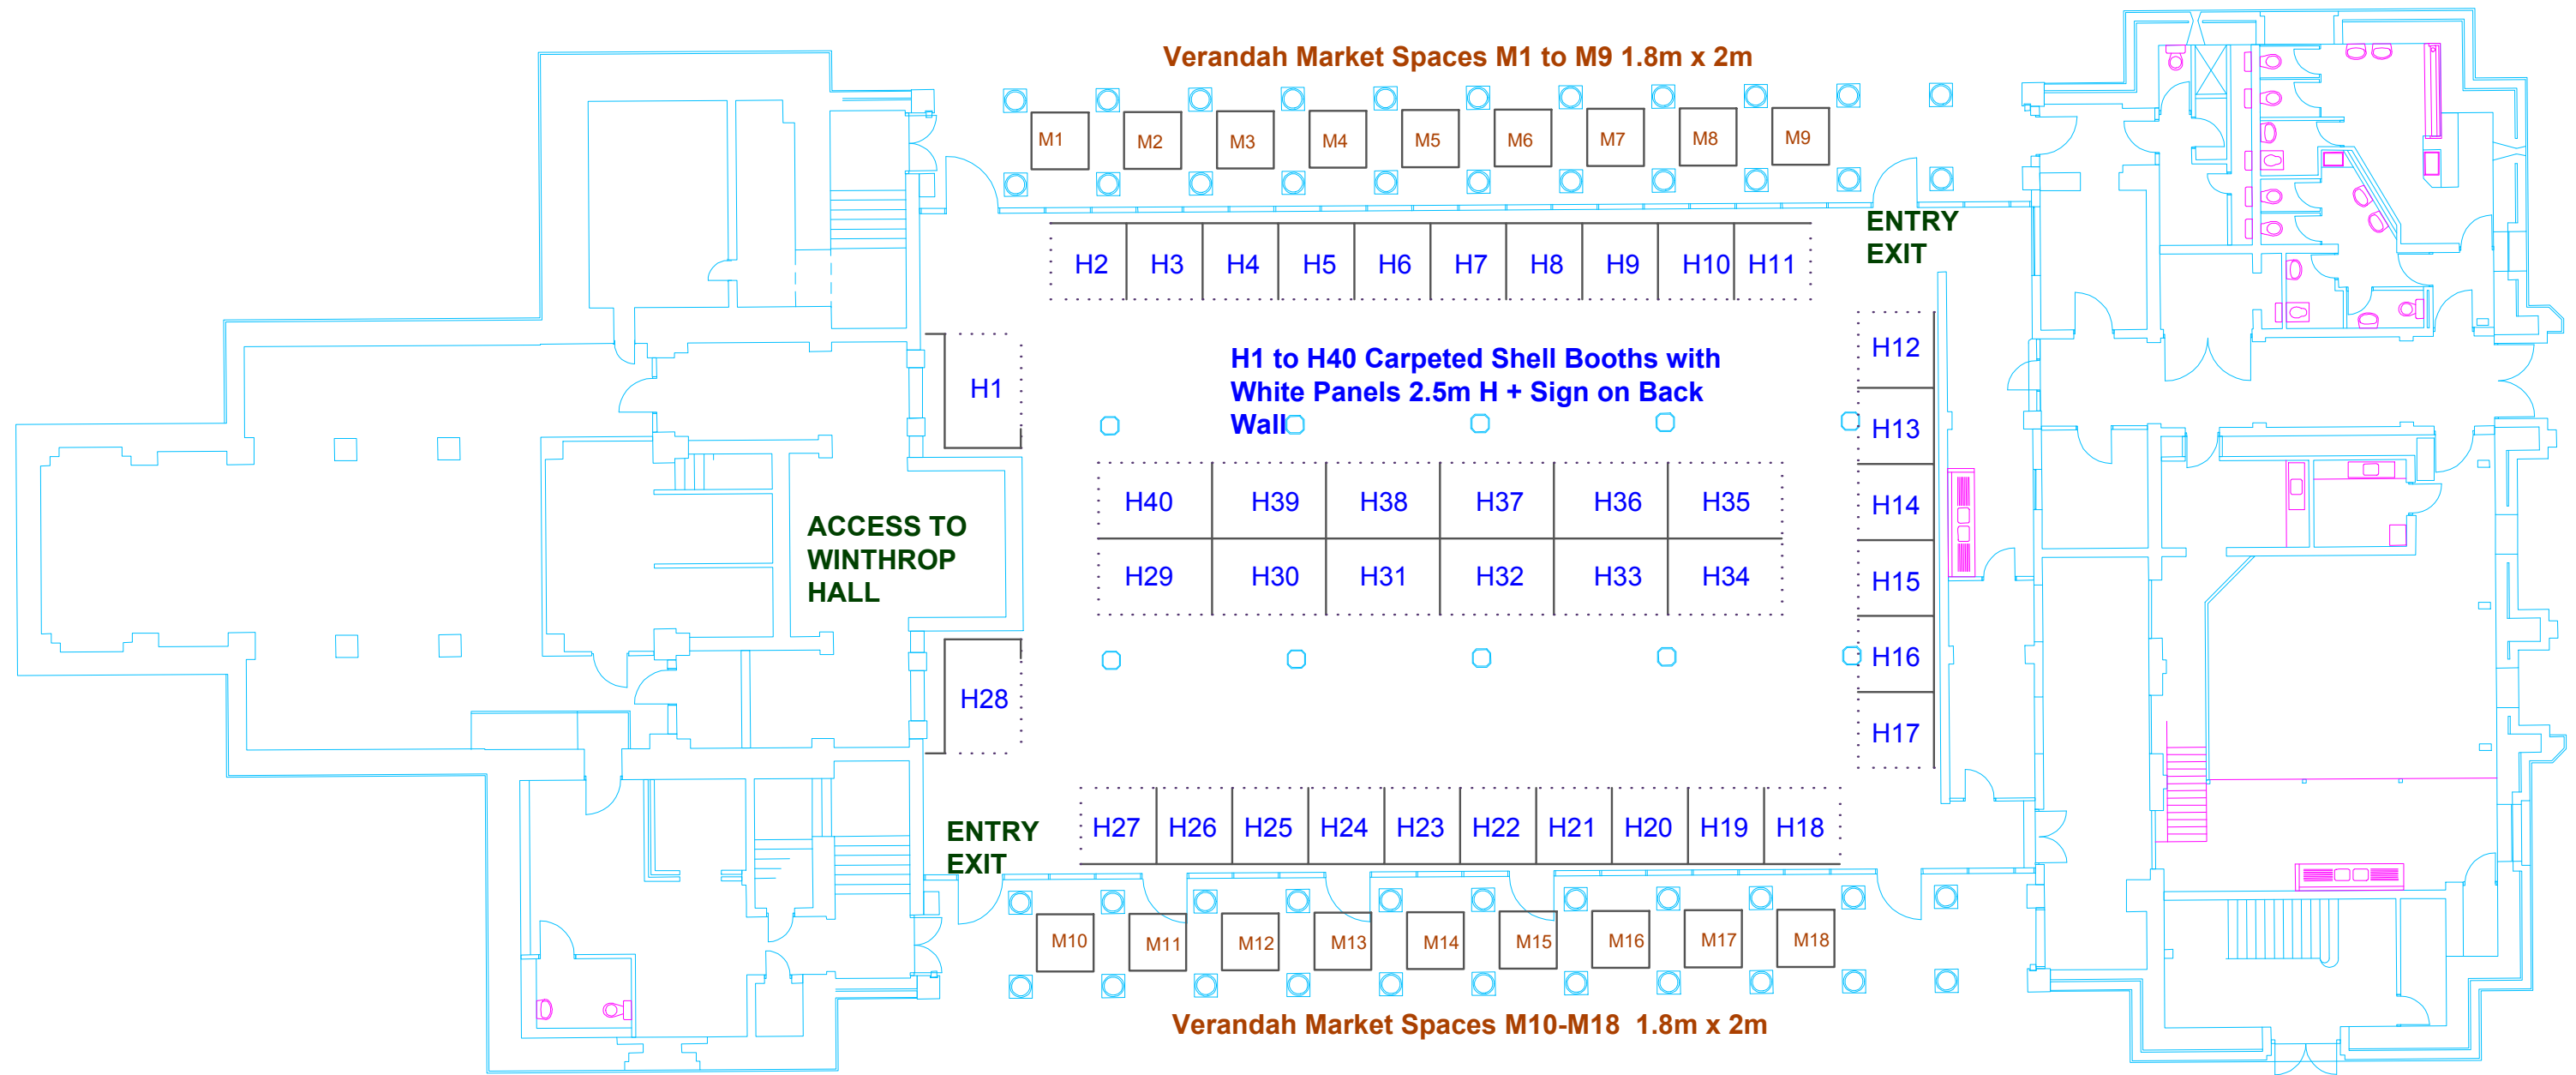 Verandah Market Spaces M1 to M9 1.8m x 2m
M1 M2 M3 M4 M5 M6 M7 M8 M9
ENTRY
EXIT
H2 H3 H4 H5 H6 H7 H8 H9 H10 H11
H1
H1 to H40 Carpeted Shell Booths with
White Panels 2.5m H + Sign on Back
Wall
H12
H13
H14
H15
H16
H17
H40 H39 H38 H37 H36 H35
H29 H30 H31 H32 H33 H34
ACCESS TO
WINTHROP
HALL
H28
ENTRY
EXIT
H27 H26 H25 H24 H23 H22 H21 H20 H19 H18
M10 M11 M12 M13 M14 M15 M16 M17 M18
Verandah Market Spaces M10-M18 1.8m x 2m